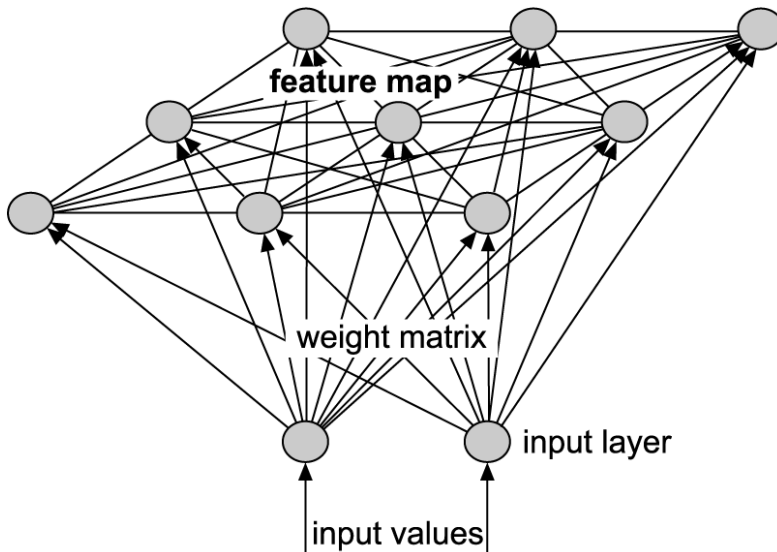 feature map
weight matrix
input layer
input values